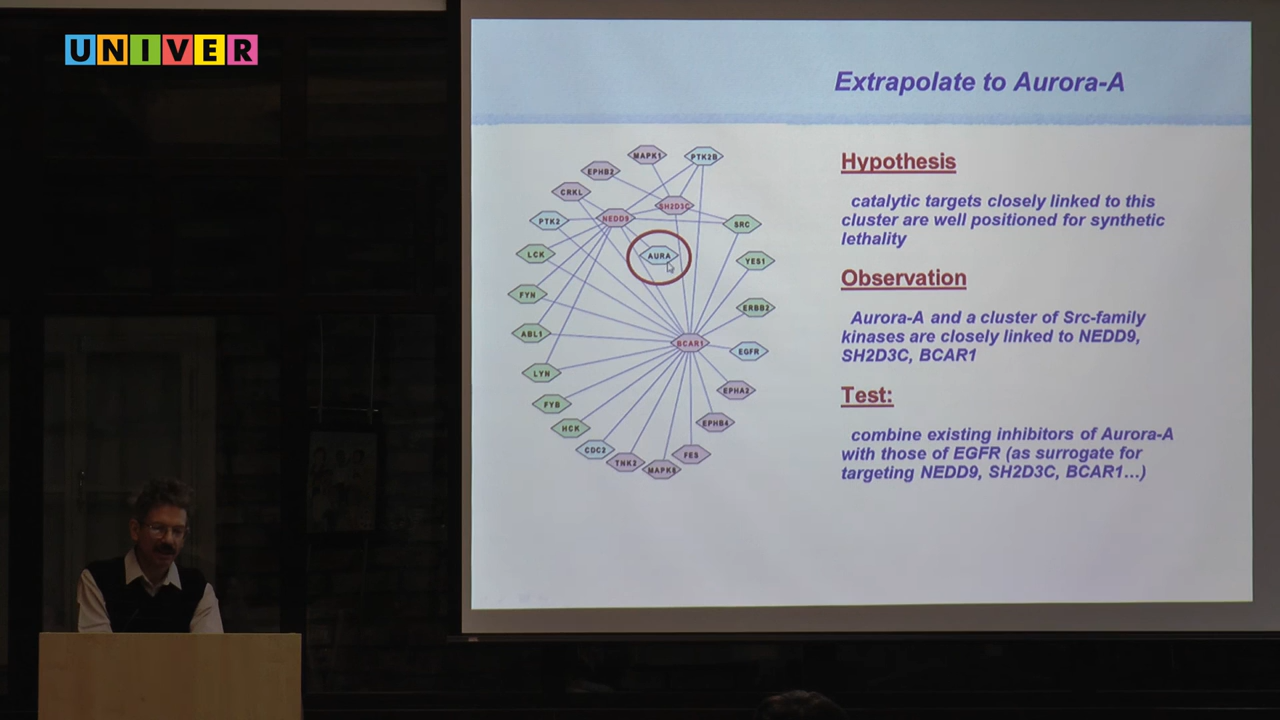 UNIVER
Extrapolate to Aurora-A
MAPK1
PTK2B
EPHB2
CRKL
SH2D3C
PTK2
NEDD9
SRC
LCK
AURA
YES1
FYN
ERBB2
ABL1
BCAR1
EGFR
LYN
EPHA2
FYB
EPHB4
HCK
CDC2
FES
TNK2
MAPK8
Hypothesis
catalytic targets closely linked to this
cluster are well positioned for synthetic
lethality
Observation
Aurora-A and a cluster of Src-family
kinases are closely linked to NEDD9,
SH2D3C, BCAR1
Test:
combine existing inhibitors of Aurora-A
with those of EGFR (as surrogate for
targeting NEDD9, SH2D3C, BCAR1...)